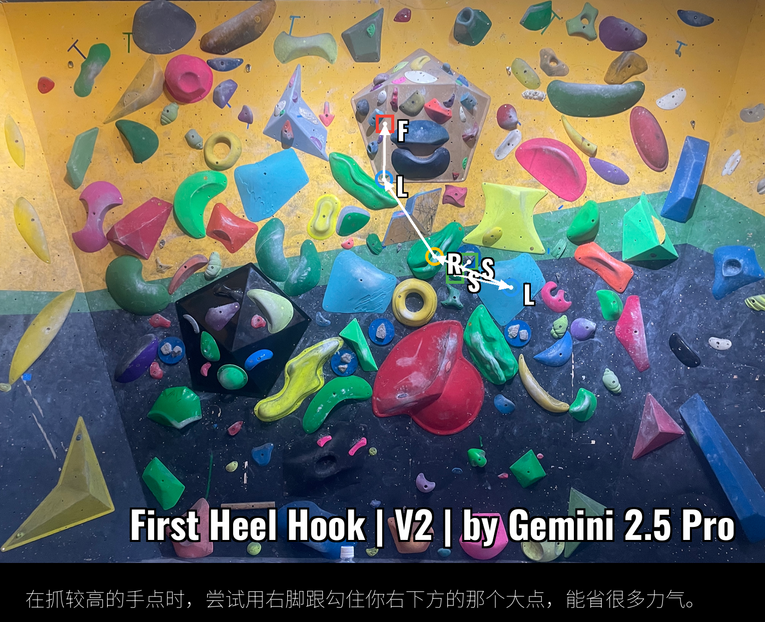 F
L
R
S
S
L
First Heel Hook | V2 | by Gemini 2.5 Pro
在抓较高的手点时，尝试用右脚跟勾住你右下方的那个大点，能省很多力气。